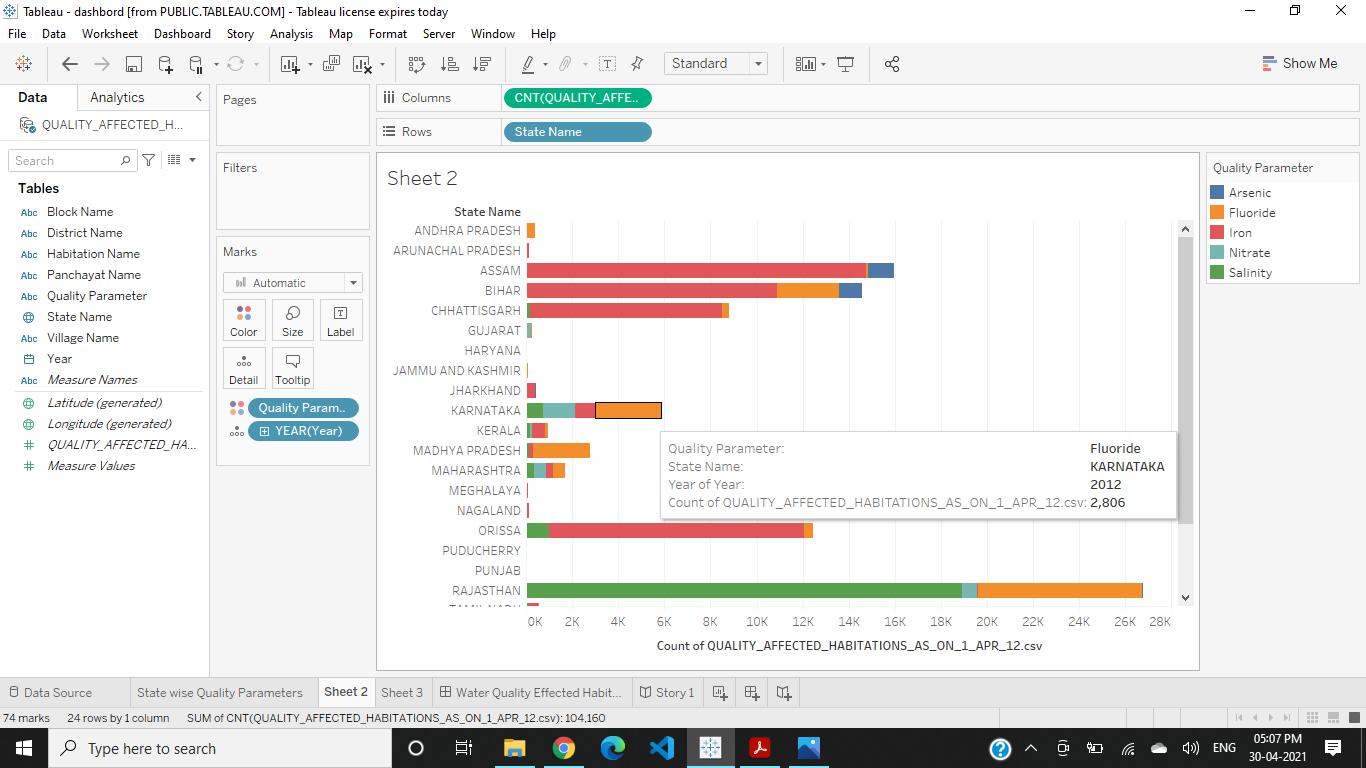 Tableau - dashbord [from PUBLIC.TABLEAU.COM] - Tableau license expires today
File Data Worksheet Dashboard Story Analysis Map Format Server Window Help
Standard
Show Me
Data Analytics
QUALITY_AFFECTED_H...
Search
Tables
Abc Block Name
Abc District Name
Abc Habitation Name
Abc Panchayat Name
Abc Quality Parameter
State Name
Abc Village Name
Year
Abc Measure Names
Latitude (generated)
Longitude (generated)
QUALITY_AFFECTED_HA...
Measure Values
Pages
Filters
Marks
Automatic
Color Size Label
Detail Tooltip
Quality Param..
YEAR(Year)
Columns CNT(QUALITY_AFFE..
Rows State Name
Sheet 2
State Name
ANDHRA PRADESH
ARUNACHAL PRADESH
ASSAM
BIHAR
CHHATTISGARH
GUJARAT
HARYANA
JAMMU AND KASHMIR
JHARKHAND
KARNATAKA
KERALA
MADHYA PRADESH
MAHARASHTRA
MEGHALAYA
NAGALAND
ORISSA
PUDUCHERRY
PUNJAB
RAJASTHAN
Quality Parameter: Fluoride
State Name: KARNATAKA
Year of Year: 2012
Count of QUALITY_AFFECTED_HABITATIONS_AS_ON_1_APR_12.csv: 2,806
0K 2K 4K 6K 8K 10K 12K 14K 16K 18K 20K 22K 24K 26K 28K
Count of QUALITY_AFFECTED_HABITATIONS_AS_ON_1_APR_12.csv
Quality Parameter
Arsenic
Fluoride
Iron
Nitrate
Salinity
Data Source State wise Quality Parameters Sheet 2 Sheet 3 Water Quality Effected Habit... Story 1
74 marks 24 rows by 1 column SUM of CNT(QUALITY_AFFECTED_HABITATIONS_AS_ON_1_APR_12.csv): 104,160
Type here to search
ENG
05:07 PM
30-04-2021